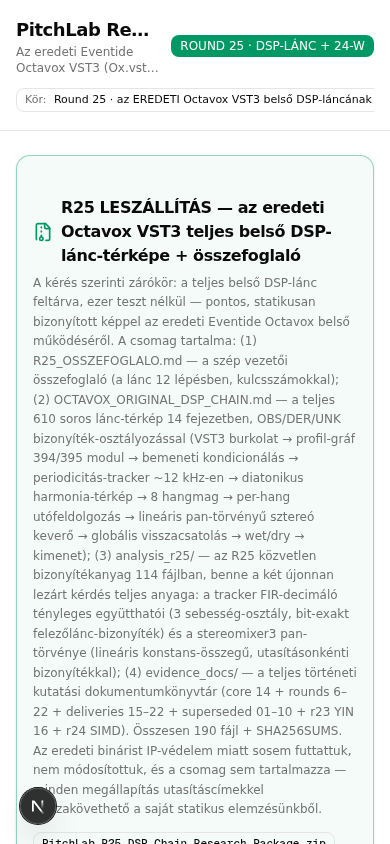 PitchLab Re…
Az eredeti Eventide
Octavox VST3 (Ox.vst…
ROUND 25 · DSP-LÁNC + 24-W
Kör: Round 25 · az EREDETI Octavox VST3 belső DSP-láncának
R25 LESZÁLLÍTÁS — az eredeti
Octavox VST3 teljes belső DSP-
lánc-térképe + összefoglaló
A kérés szerinti zárókör: a teljes belső DSP-lánc
feltárva, ezer teszt nélkül — pontos, statikusan
bizonyított képpel az eredeti Eventide Octavox belső
működéséről. A csomag tartalma: (1)
R25_OSSZEFOGLALO.md — a szép vezetői
összefoglaló (a lánc 12 lépésben, kulcsszámokkal);
(2) OCTAVOX_ORIGINAL_DSP_CHAIN.md — a teljes
610 soros lánc-térkép 14 fejezetben, OBS/DER/UNK
bizonyíték-osztályozással (VST3 burkolat → profil-gráf
394/395 modul → bemeneti kondicionálás →
periodicitás-tracker ~12 kHz-en → diatonikus
harmonia-térkép → 8 hangmag → per-hang
utófeldolgozás → lineáris pan-törvényű sztereó
keverő → globális visszacsatolás → wet/dry →
kimenet); (3) analysis_r25/ — az R25 közvetlen
bizonyítékanyag 114 fájlban, benne a két újonnan
lezárt kérdés teljes anyaga: a tracker FIR-decimáló
tényleges együtthatói (3 sebesség-osztály, bit-exakt
felezőlánc-bizonyíték) és a stereomixer3 pan-
törvénye (lineáris konstans-összegű, utasításonkénti
bizonyítékkal); (4) evidence_docs/ — a teljes történeti
kutatási dokumentumkönyvtár (core 14 + rounds 6–
22 + deliveries 15–22 + superseded 01–10 + r23 YIN
16 + r24 SIMD). Összesen 190 fájl + SHA256SUMS.
Az eredeti binárist IP-védelem miatt sosem futtattuk,
nem módosítottuk, és a csomag sem tartalmazza —
minden megállapítás utasításcímekkel
visszakövethető a saját statikus elemzésünkből.
PitchLab_R25_DSP_Chain_Research_Package.zip